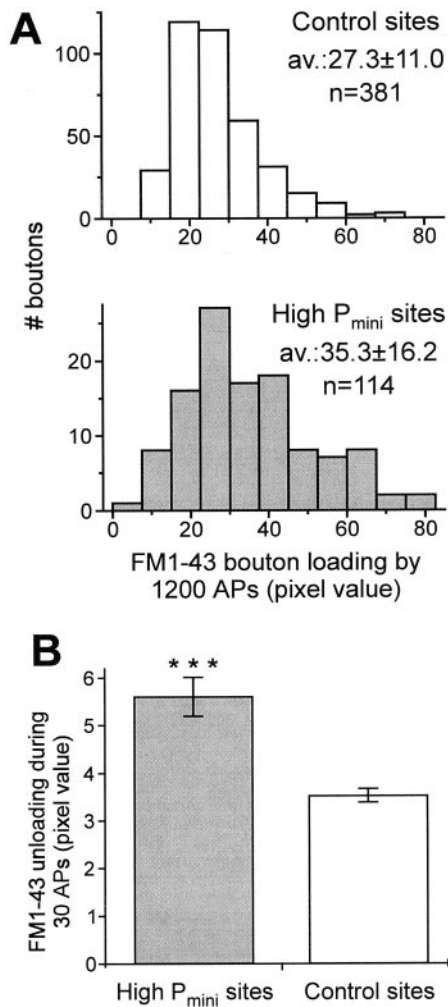 A
Control sites
av.:27.3±11.0
n=381
100
50
0
0 20 40 60 80
# boutons
High Pmini sites
av.:35.3±16.2
n=114
20
10
0
0 20 40 60 80
FM1-43 bouton loading by
1200 APs (pixel value)
B
FM1-43 unloading during
30 APs (pixel value)
***
6
5
4
3
2
1
0
High Pmini sites Control sites